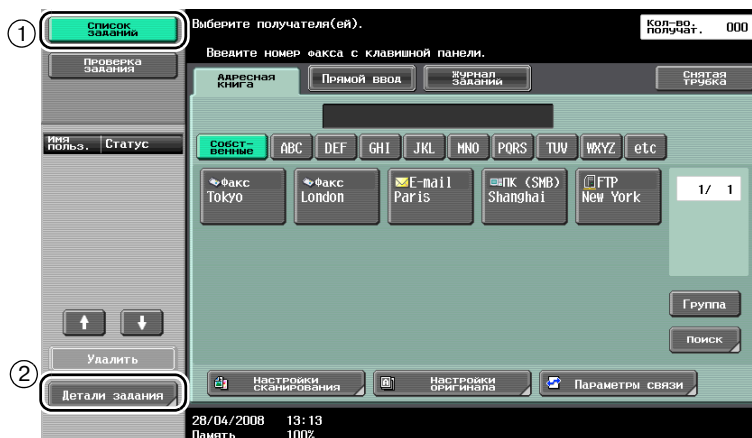 1
Список
заданий
Проверка
задания
Имя
польз.
Статус
Удалить
2
Детали задания
Выберите получателя(ей).
Кол-во.
получат.
000
Введите номер факса с клавишной панели.
Адресная
книга
Прямой ввод
Журнал
заданий
Снятая
трубка
Собст-
венные
ABC
DEF
GHI
JKL
MNO
PQRS
TUV
WXYZ
etc
Факс
Tokyo
Факс
London
E-mail
Paris
ПК (SMB)
Shanghai
FTP
New York
1/ 1
Группа
Поиск
Настройки
сканирования
Настройки
оригинала
Параметры связи
28/04/2008 13:13
Память 100%